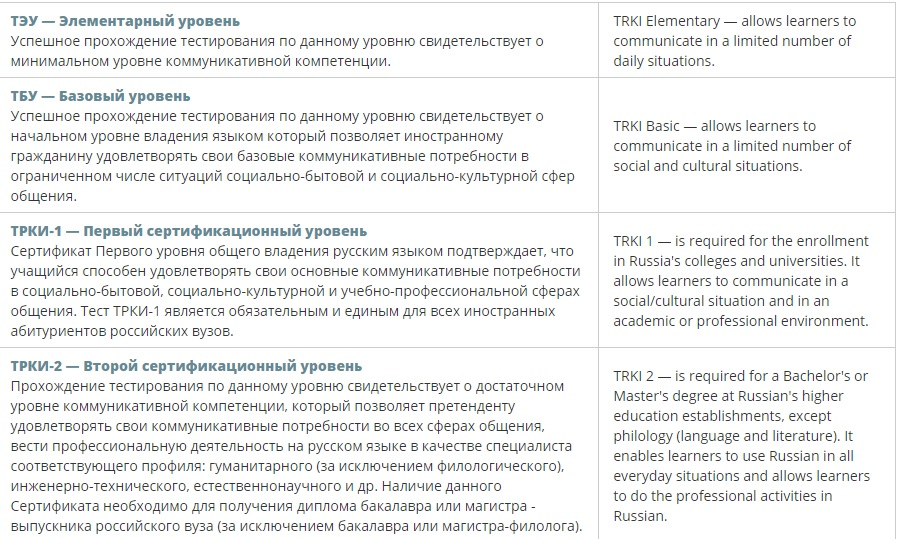 ТЭУ — Элементарный уровень
Успешное прохождение тестирования по данному уровню свидетельствует о
минимальном уровне коммуникативной компетенции.
TRKI Elementary — allows learners to
communicate in a limited number of
daily situations.
ТБУ — Базовый уровень
Успешное прохождение тестирования по данному уровню свидетельствует о
начальном уровне владения языком который позволяет иностранному
гражданину удовлетворять свои базовые коммуникативные потребности в
ограниченном числе ситуаций социально-бытовой и социально-культурной сфер
общения.
TRKI Basic — allows learners to
communicate in a limited number of
social and cultural situations.
ТРКИ-1 — Первый сертификационный уровень
Сертификат Первого уровня общего владения русским языком подтверждает, что
учащийся способен удовлетворять свои основные коммуникативные потребности
в социально-бытовой, социально-культурной и учебно-профессиональной сферах
общения. Тест ТРКИ-1 является обязательным и единым для всех иностранных
абитуриентов российских вузов.
TRKI 1 — is required for the enrollment
in Russia's colleges and universities. It
allows learners to communicate in a
social/cultural situation and in an
academic or professional environment.
ТРКИ-2 — Второй сертификационный уровень
Прохождение тестирования по данному уровню свидетельствует о достаточном
уровне коммуникативной компетенции, который позволяет претенденту
удовлетворять свои коммуникативные потребности во всех сферах общения,
вести профессиональную деятельность на русском языке в качестве специалиста
соответствующего профиля: гуманитарного (за исключением филологического),
инженерно-технического, естественнонаучного и др. Наличие данного
Сертификата необходимо для получения диплома бакалавра или магистра -
выпускника российского вуза (за исключением бакалавра или магистра-филолога).
TRKI 2 — is required for a Bachelor's or
Master's degree at Russian's higher
education establishments, except
philology (language and literature). It
enables learners to use Russian in all
everyday situations and allows learners
to do the professional activities in
Russian.